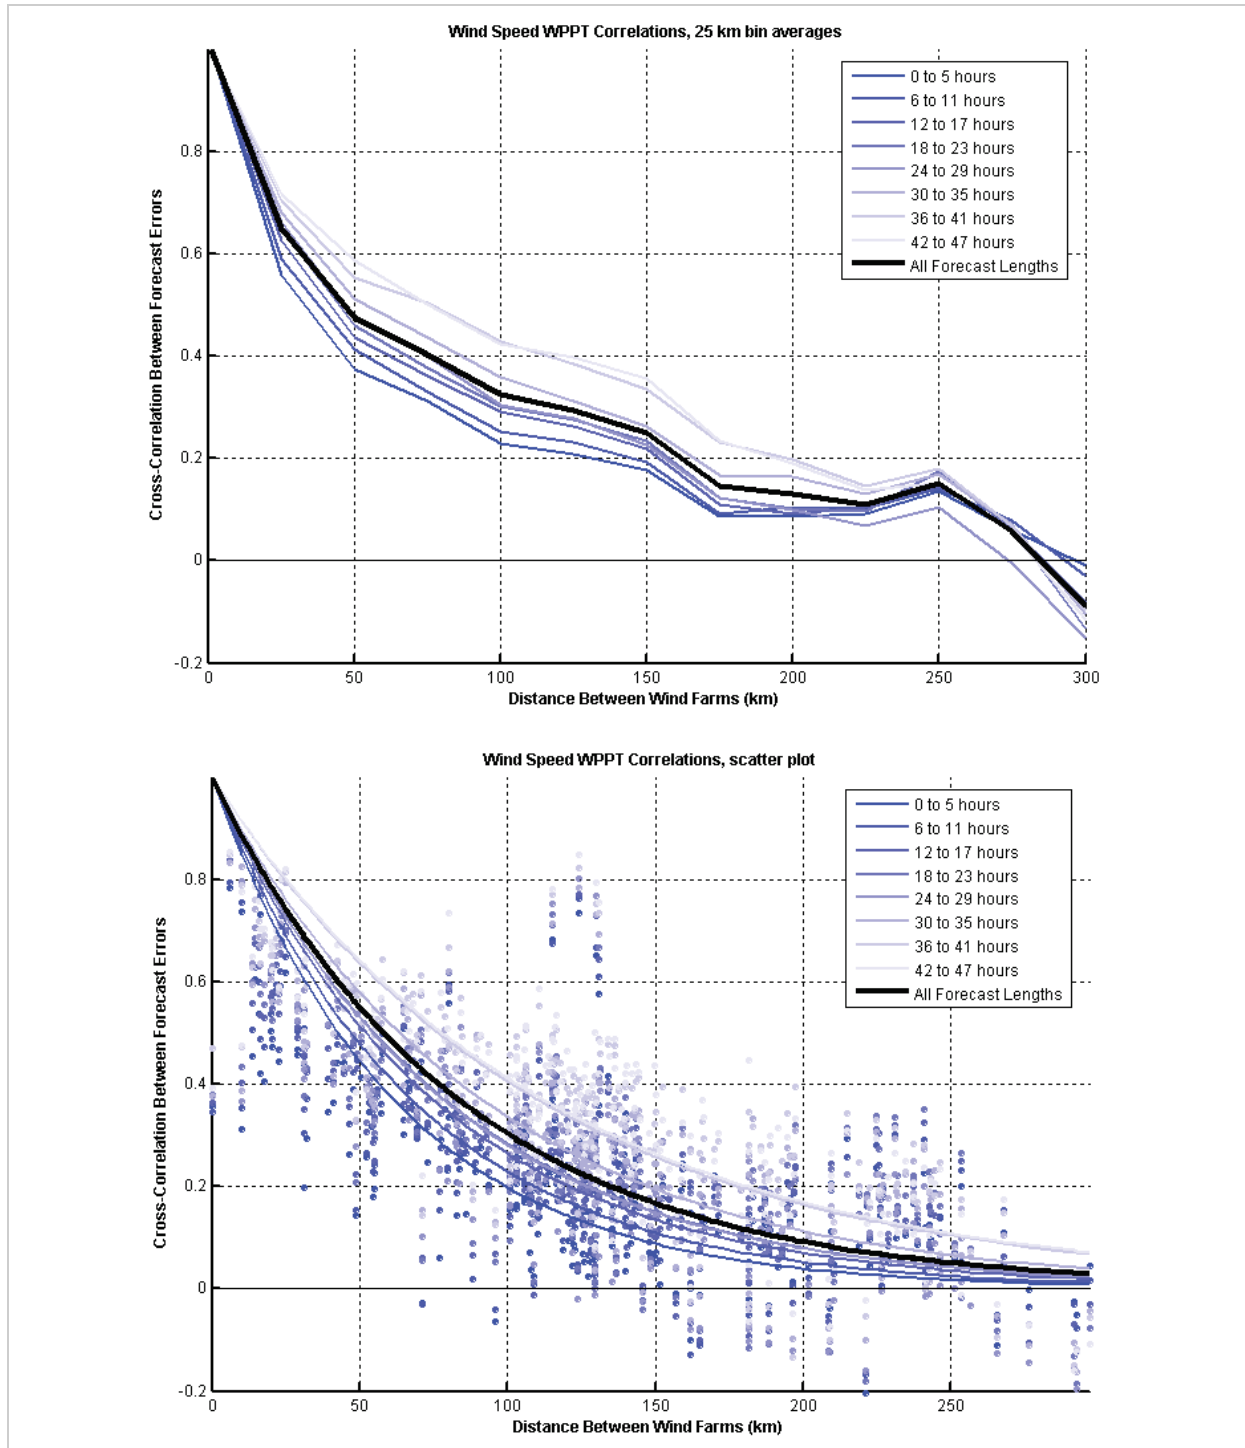 Wind Speed WPPT Correlations, 25 km bin averages
0 to 5 hours
6 to 11 hours
12 to 17 hours
18 to 23 hours
24 to 29 hours
30 to 35 hours
36 to 41 hours
42 to 47 hours
All Forecast Lengths
Cross-Correlation Between Forecast Errors
0.8
0.6
0.4
0.2
0
-0.2
0 50 100 150 200 250 300
Distance Between Wind Farms (km)
Wind Speed WPPT Correlations, scatter plot
0 to 5 hours
6 to 11 hours
12 to 17 hours
18 to 23 hours
24 to 29 hours
30 to 35 hours
36 to 41 hours
42 to 47 hours
All Forecast Lengths
Cross-Correlation Between Forecast Errors
0.8
0.6
0.4
0.2
0
-0.2
0 50 100 150 200 250
Distance Between Wind Farms (km)